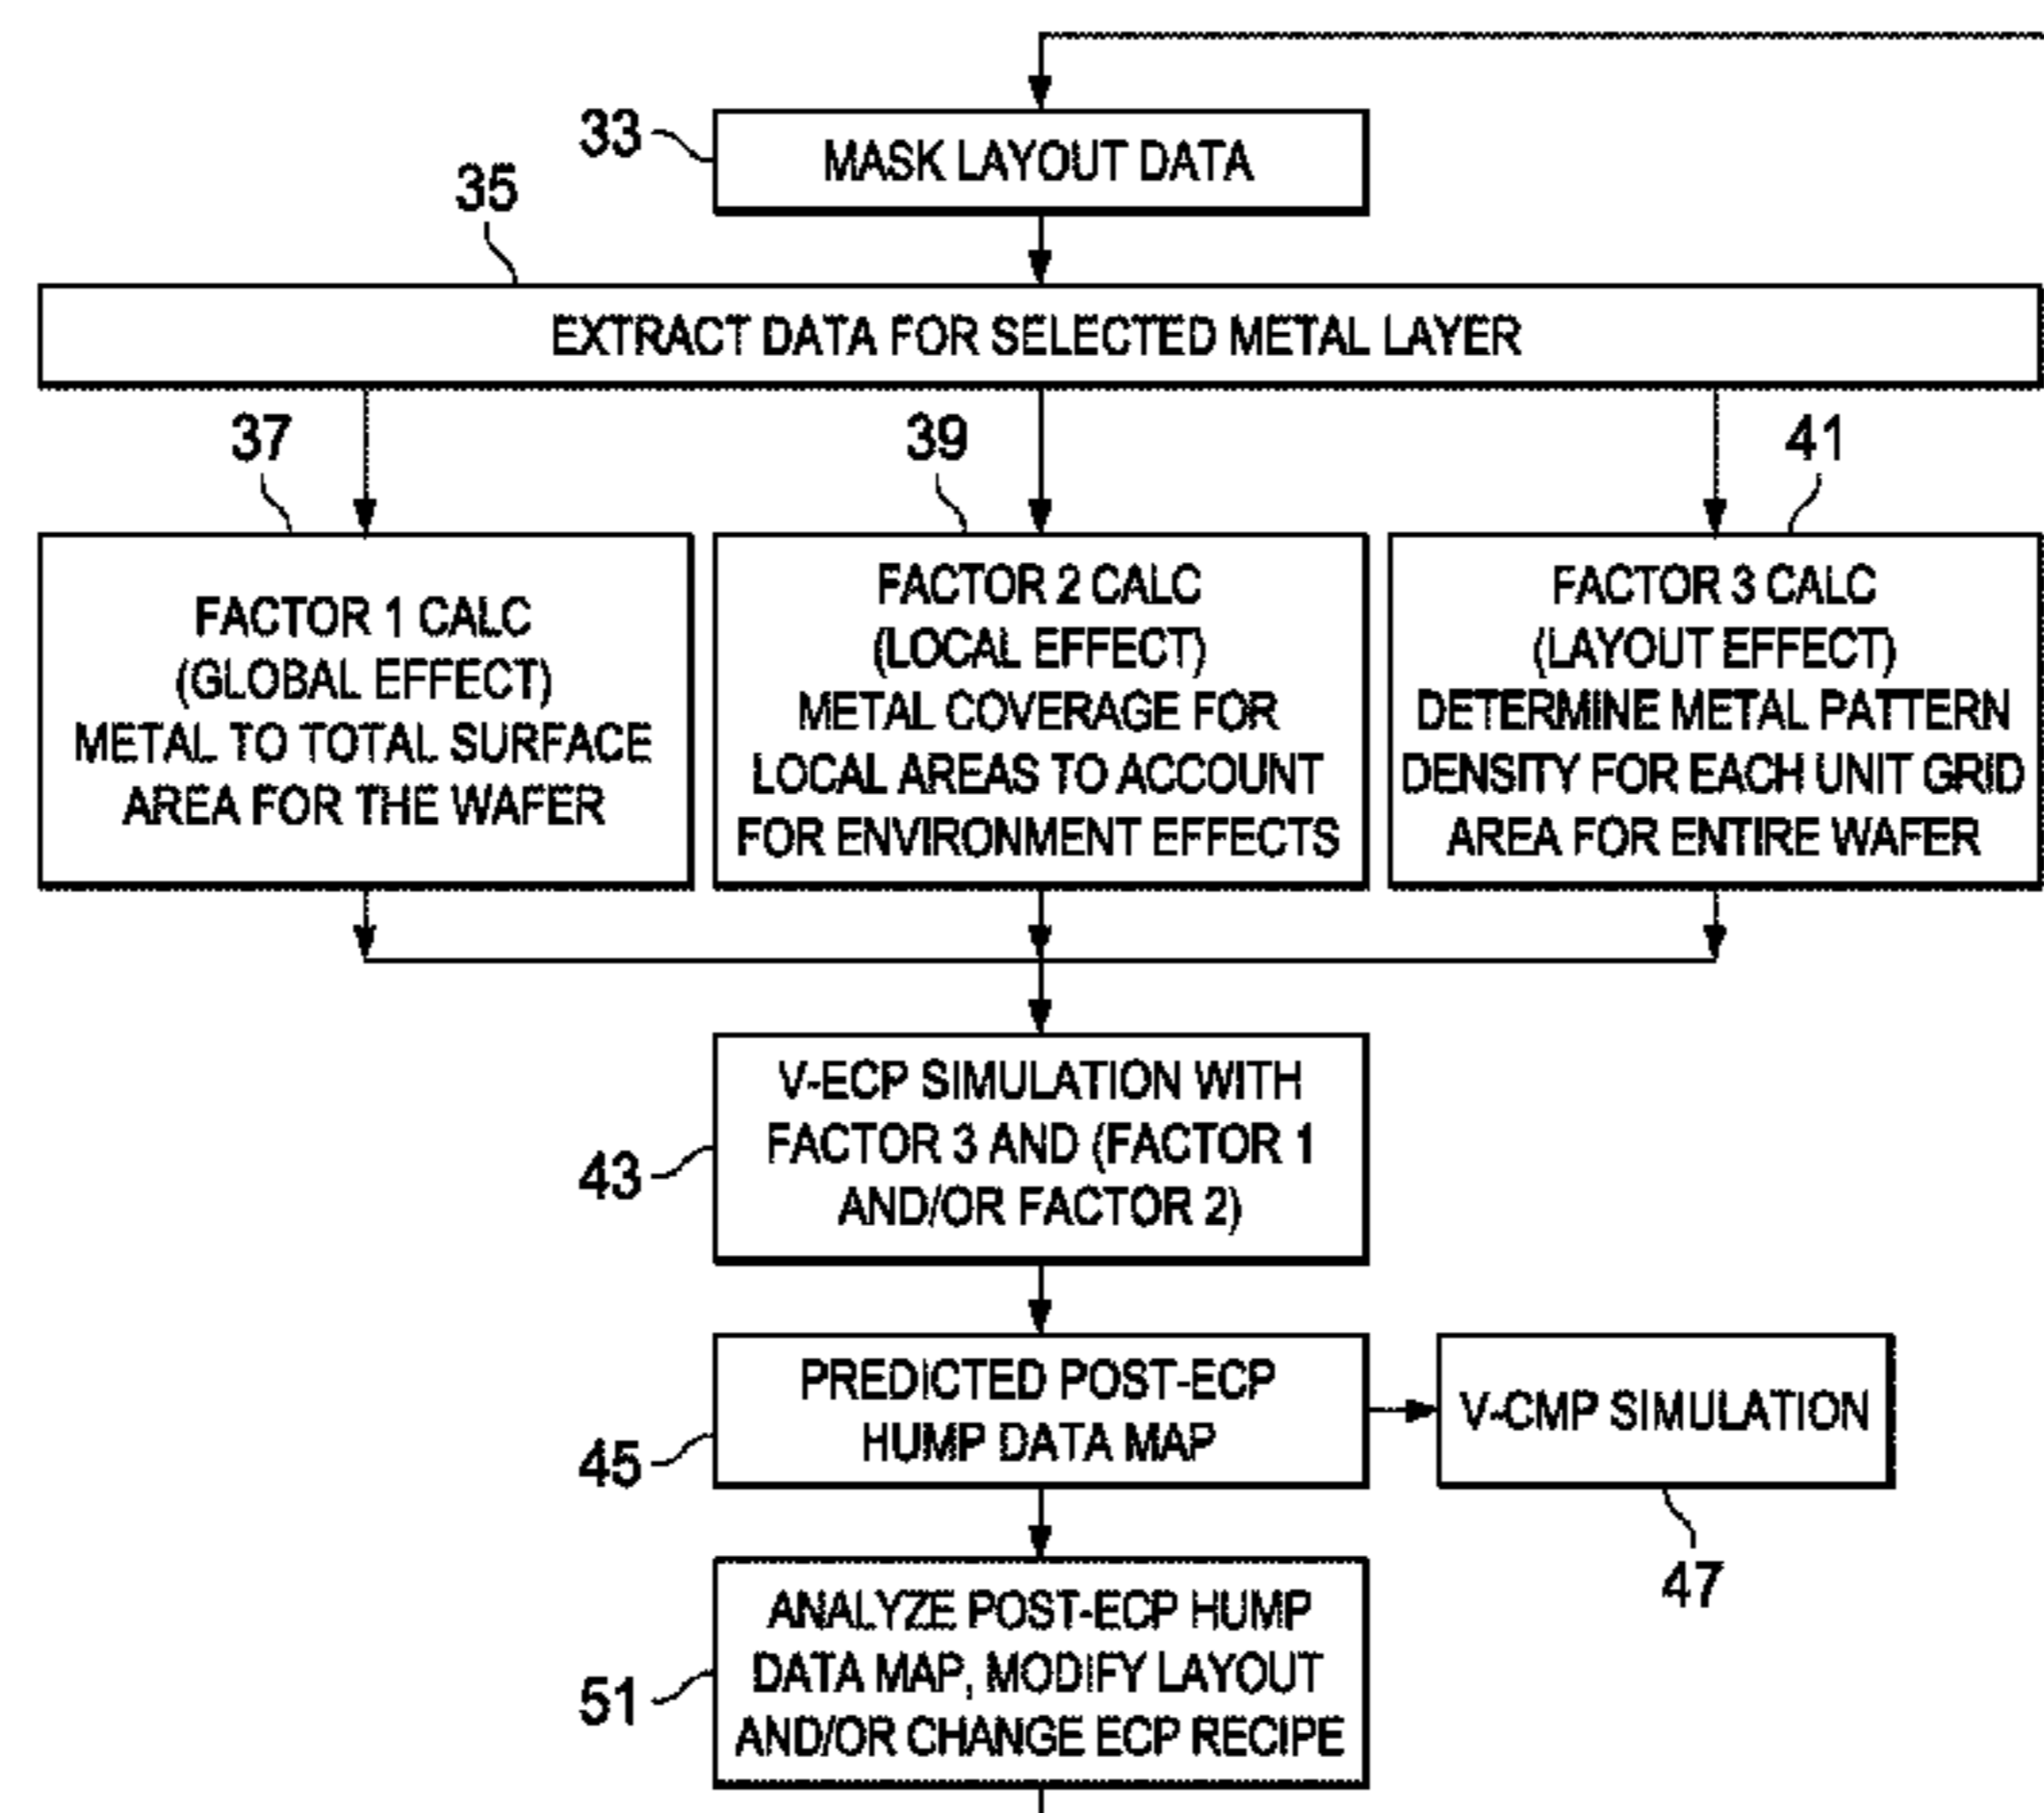 33
MASK LAYOUT DATA
35
EXTRACT DATA FOR SELECTED METAL LAYER
37
39
41
FACTOR 1 CALC
(GLOBAL EFFECT)
METAL TO TOTAL SURFACE
AREA FOR THE WAFER
FACTOR 2 CALC
(LOCAL EFFECT)
METAL COVERAGE FOR
LOCAL AREAS TO ACCOUNT
FOR ENVIRONMENT EFFECTS
FACTOR 3 CALC
(LAYOUT EFFECT)
DETERMINE METAL PATTERN
DENSITY FOR EACH UNIT GRID
AREA FOR ENTIRE WAFER
43
V-ECP SIMULATION WITH
FACTOR 3 AND (FACTOR 1
AND/OR FACTOR 2)
45
PREDICTED POST-ECP
HUMP DATA MAP
V-CMP SIMULATION
47
51
ANALYZE POST-ECP HUMP
DATA MAP, MODIFY LAYOUT
AND/OR CHANGE ECP RECIPE